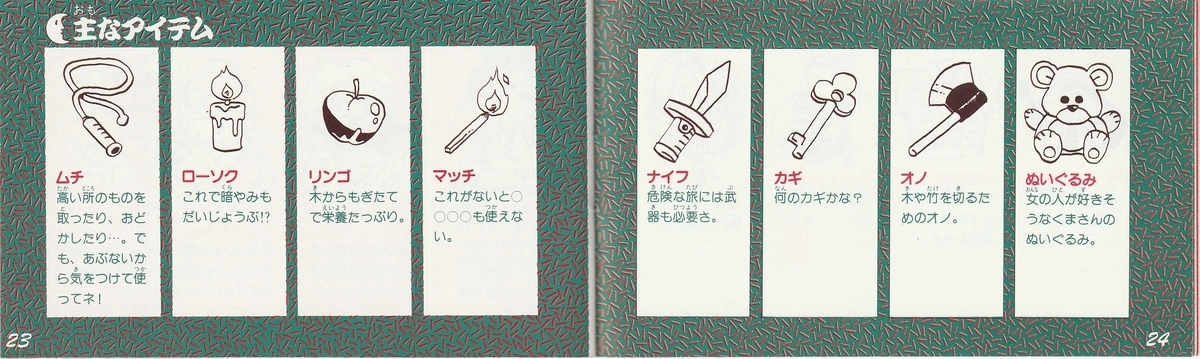 主なアイテム
ムチ
高い所のものを
取ったり、おど
かしたり…。で
も、あぶないか
ら気をつけて使
ってネ!
ローソク
これで暗やみも
だいじょうぶ!?
リンゴ
木からもぎたて
で栄養たっぷり。
マッチ
これがないと○
○○○も使えな
い。
ナイフ
危険な旅には武
器も必要さ。
カギ
何のカギかな?
オノ
木や竹を切るた
めのオノ。
ぬいぐるみ
女の人が好きそ
うなくまさんの
ぬいぐるみ。
23
24